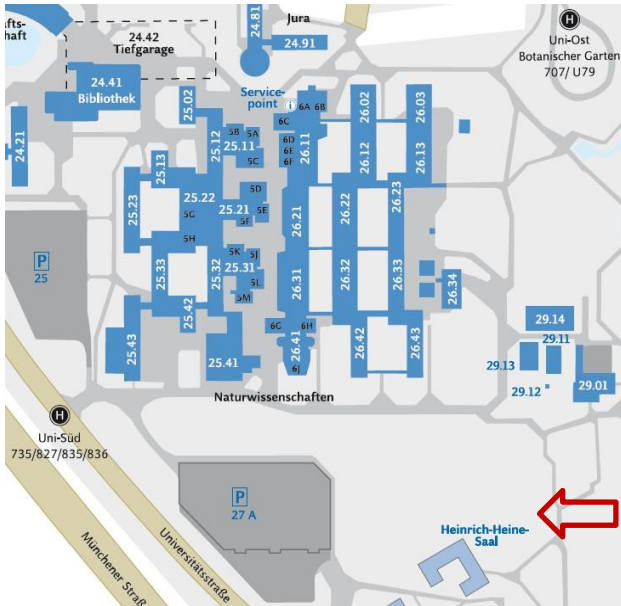 24.81
Jura
24.91
afts-
haft
24.42
Tiefgarage
24.41
Bibliothek
H
Uni-Ost
Botanischer Garten
707/ U79
Service-
point
i
24.21
25.02
25.12
25.13
5B
5A
25.11
5C
6A
6B
6C
6D
6E
6F
26.11
26.02
26.03
26.12
26.13
25.23
25.22
5G
5H
5D
25.21
5E
5F
26.21
26.22
26.23
P
25
25.33
25.32
5K
5J
25.31
5L
5M
26.31
26.32
26.33
26.34
25.43
25.42
25.41
6G
6H
26.41
6J
26.42
26.43
29.14
29.11
29.13
29.12
29.01
Naturwissenschaften
H
Uni-Süd
735/827/835/836
P
27 A
Heinrich-Heine-
Saal
Münchener Straß
Universitätsstraße